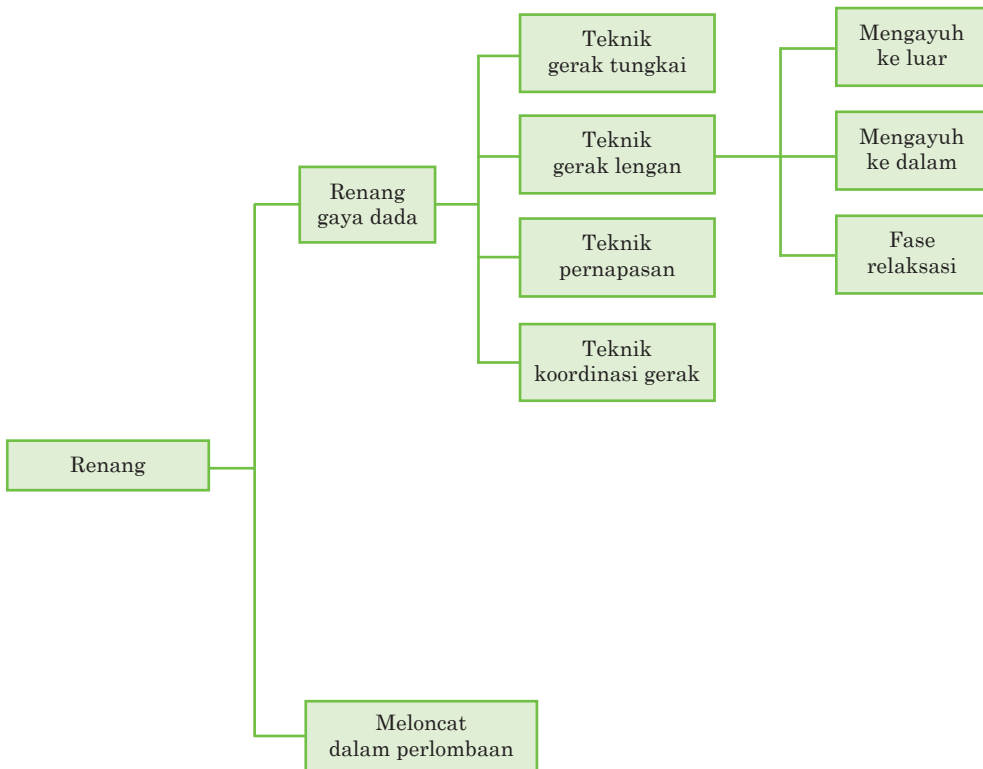 Renang
Renang
gaya dada
Teknik
gerak tungkai
Teknik
gerak lengan
Mengayuh
ke luar
Mengayuh
ke dalam
Fase
relaksasi
Teknik
pernapasan
Teknik
koordinasi gerak
Meloncat
dalam perlombaan